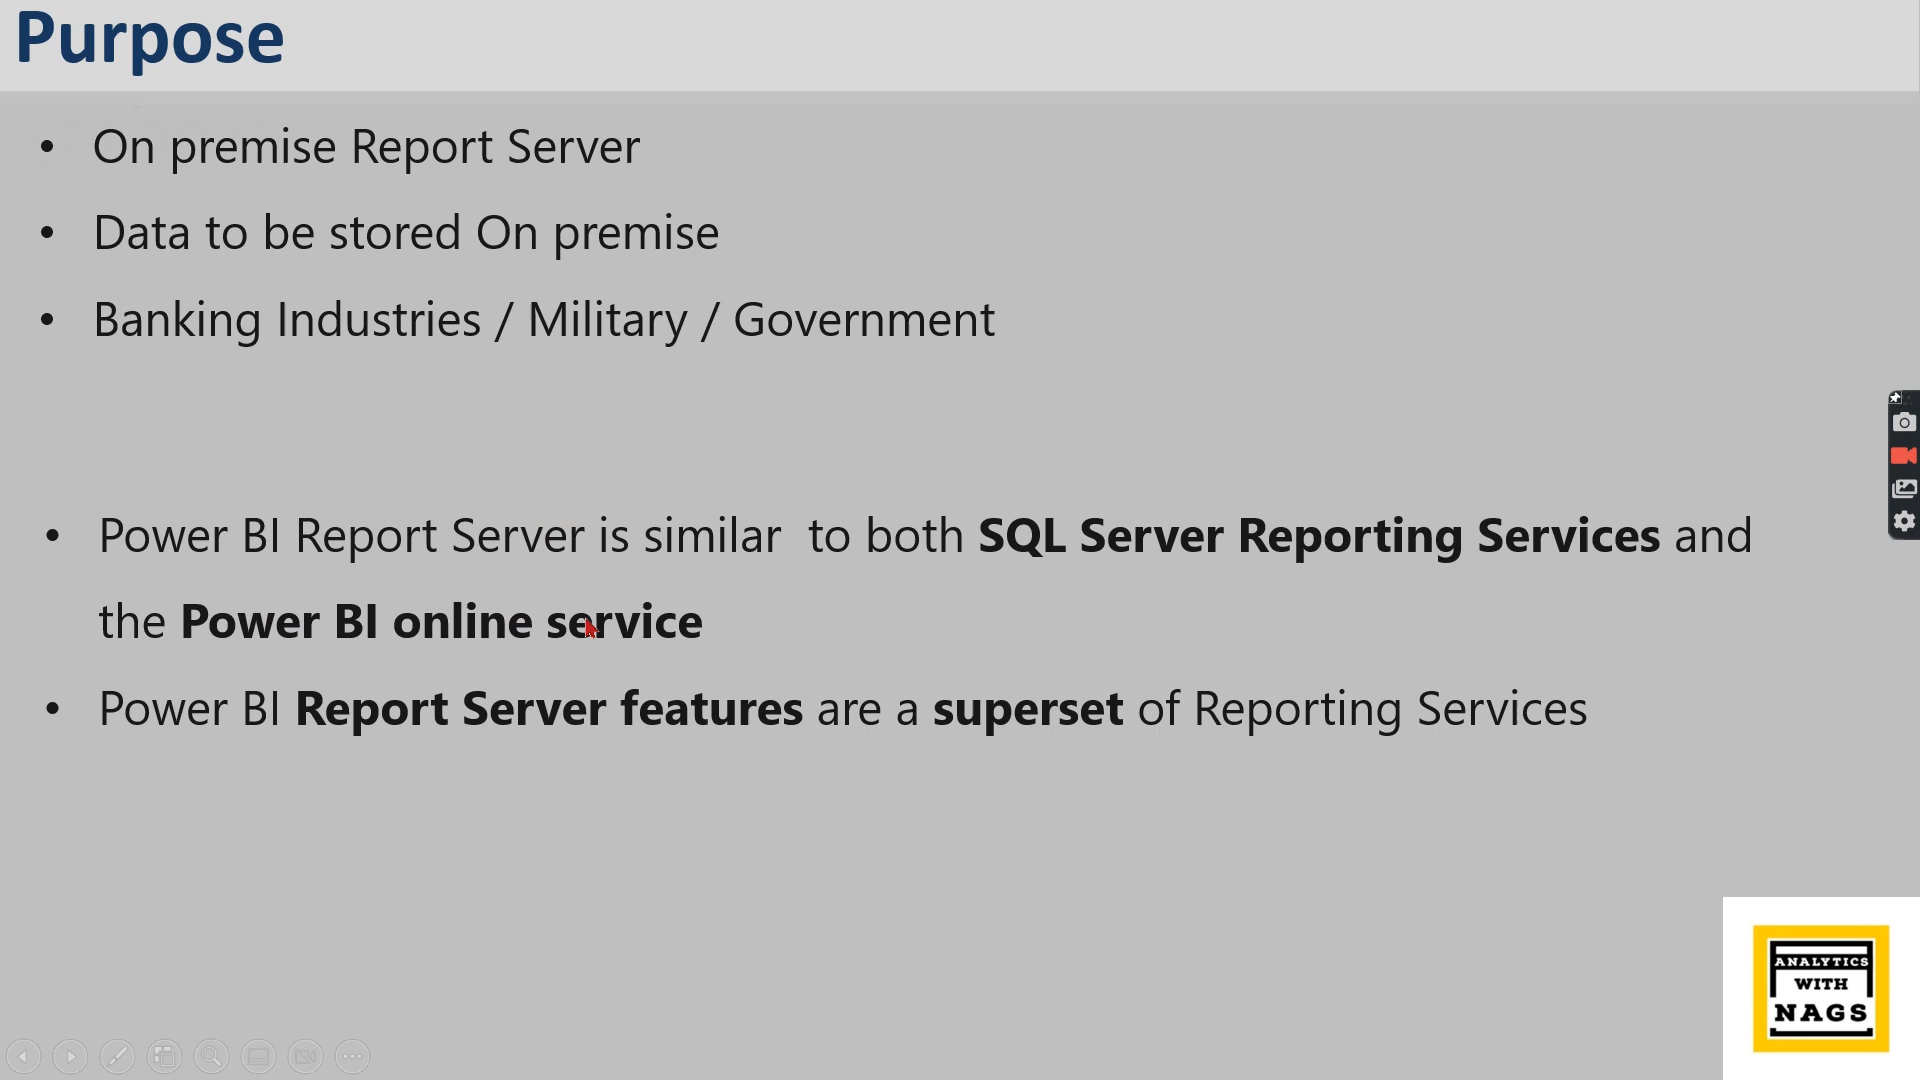 Purpose
• On premise Report Server
• Data to be stored On premise
• Banking Industries / Military / Government
• Power BI Report Server is similar  to both SQL Server Reporting Services and
the Power BI online service
• Power BI Report Server features are a superset of Reporting Services
ANALYTICS
WITH
NAGS